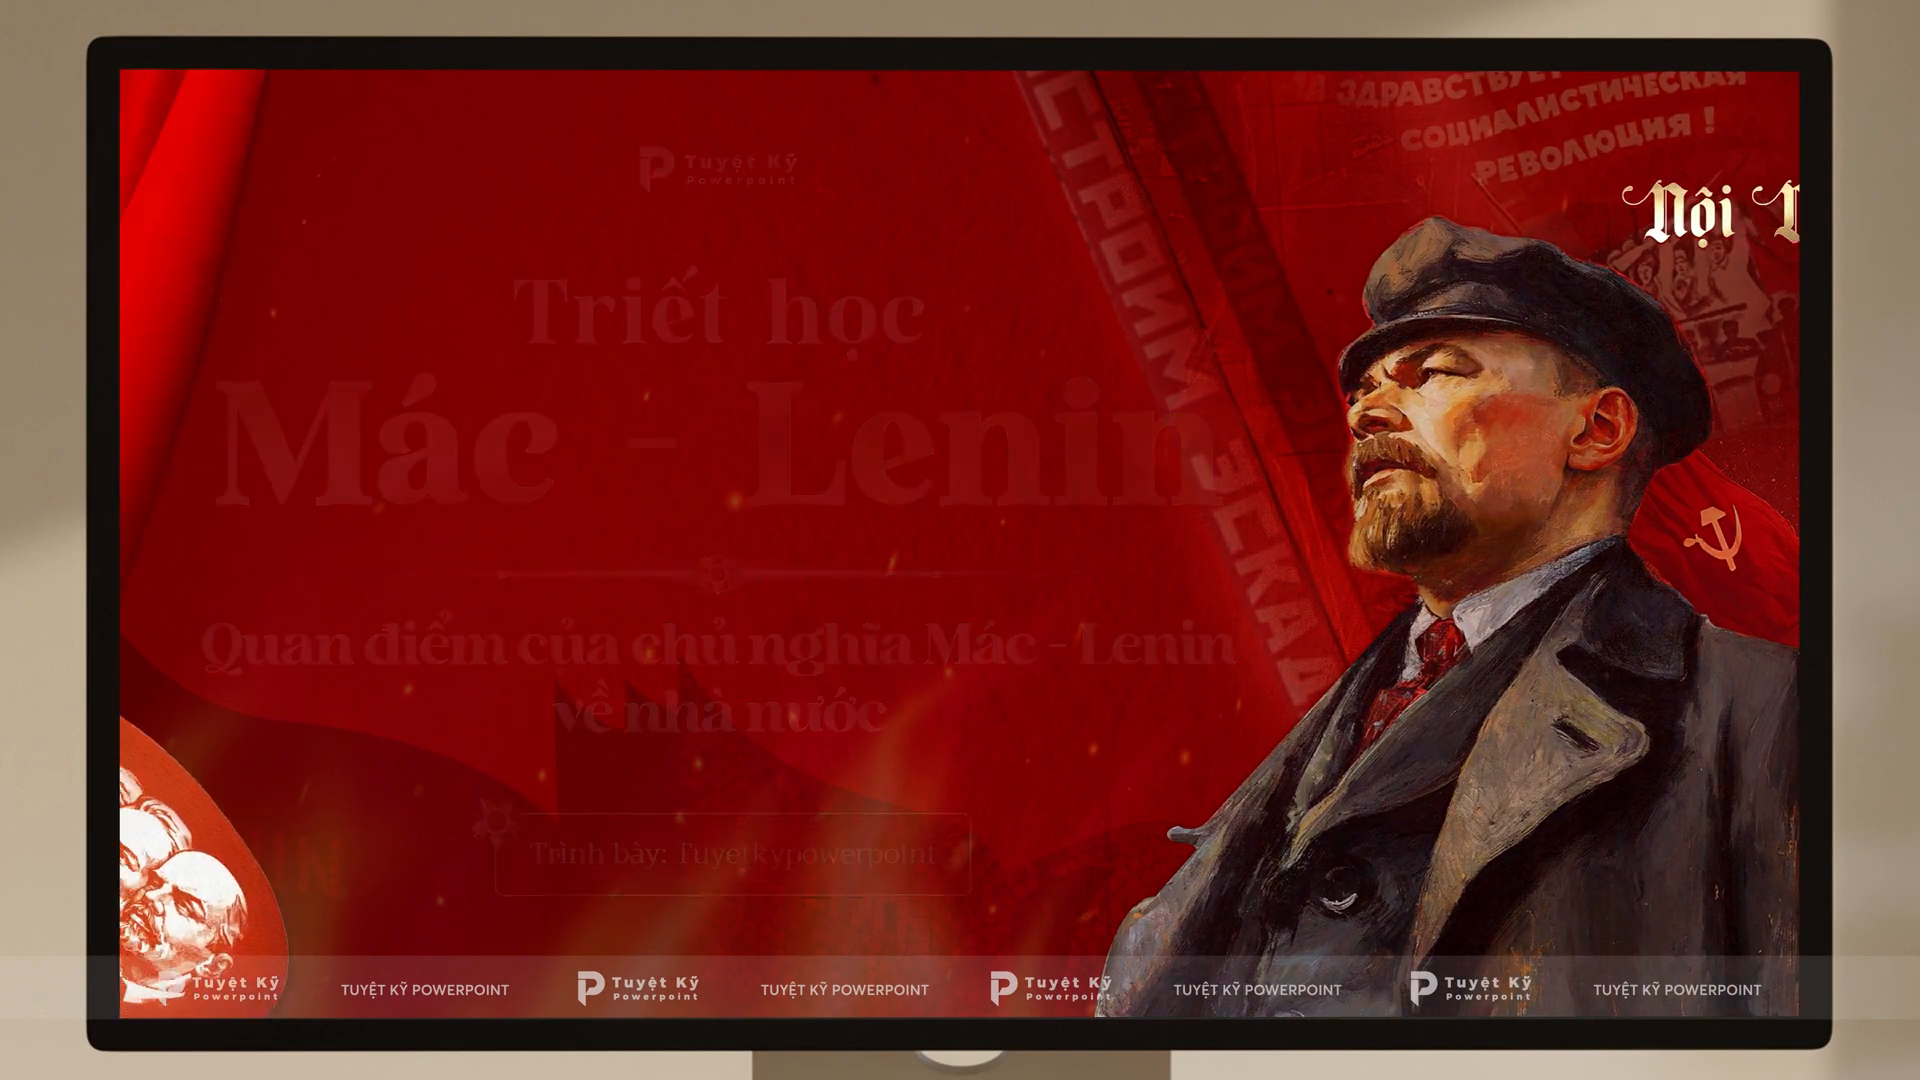 А ЗДРАВСТВУЕТ
СОЦИАЛИСТИЧЕСКАЯ
РЕВОЛЮЦИЯ !
СТРОИМ ЭСКАД
Nội
Tuyệt Kỹ
Powerpoint
Triết học
Mác - Lenin
Quan điểm của chủ nghĩa Mác - Lenin
về nhà nước
Trình bày: Tuyetkypowerpoint
Tuyệt Kỹ
Powerpoint
TUYỆT KỸ POWERPOINT
Tuyệt Kỹ
Powerpoint
TUYỆT KỸ POWERPOINT
Tuyệt Kỹ
Powerpoint
TUYỆT KỸ POWERPOINT
Tuyệt Kỹ
Powerpoint
TUYỆT KỸ POWERPOINT